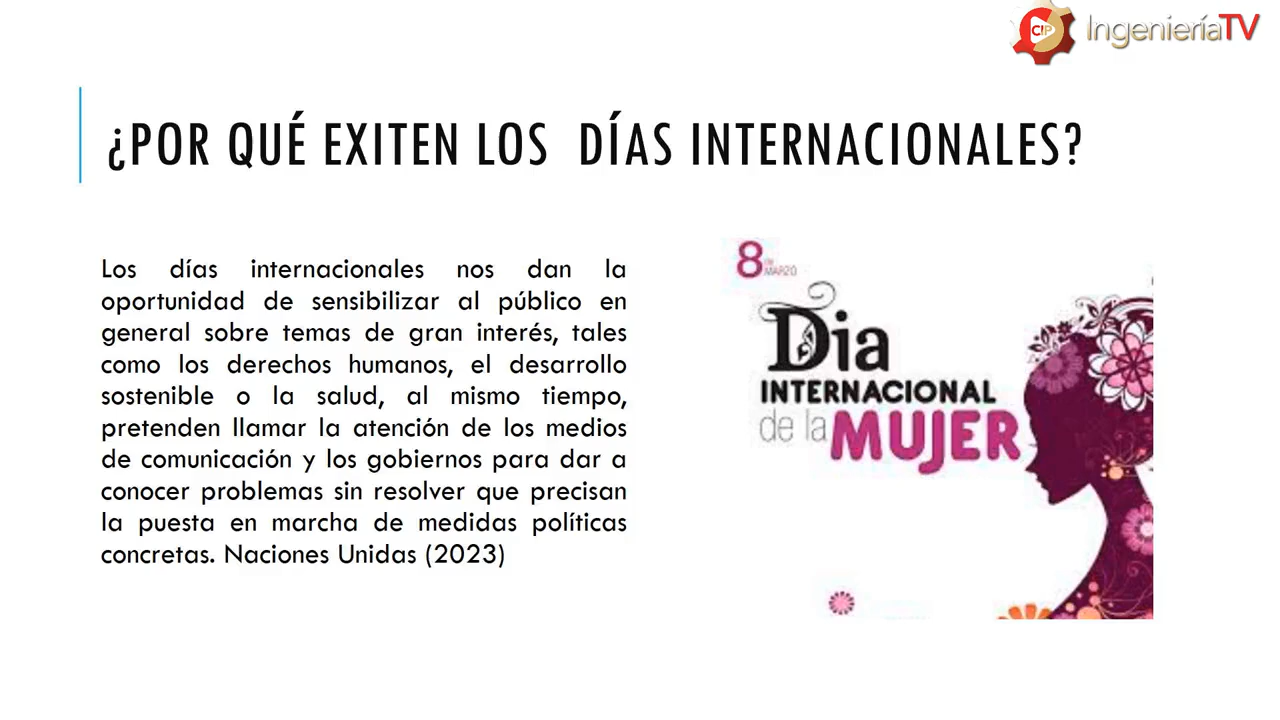 CIP IngenieríaTV
¿POR QUÉ EXITEN LOS DÍAS INTERNACIONALES?
Los días internacionales nos dan la
oportunidad de sensibilizar al público en
general sobre temas de gran interés, tales
como los derechos humanos, el desarrollo
sostenible o la salud, al mismo tiempo,
pretenden llamar la atención de los medios
de comunicación y los gobiernos para dar a
conocer problemas sin resolver que precisan
la puesta en marcha de medidas políticas
concretas. Naciones Unidas (2023)
8 DE
MARZO
Dia
INTERNACIONAL
de la MUJER